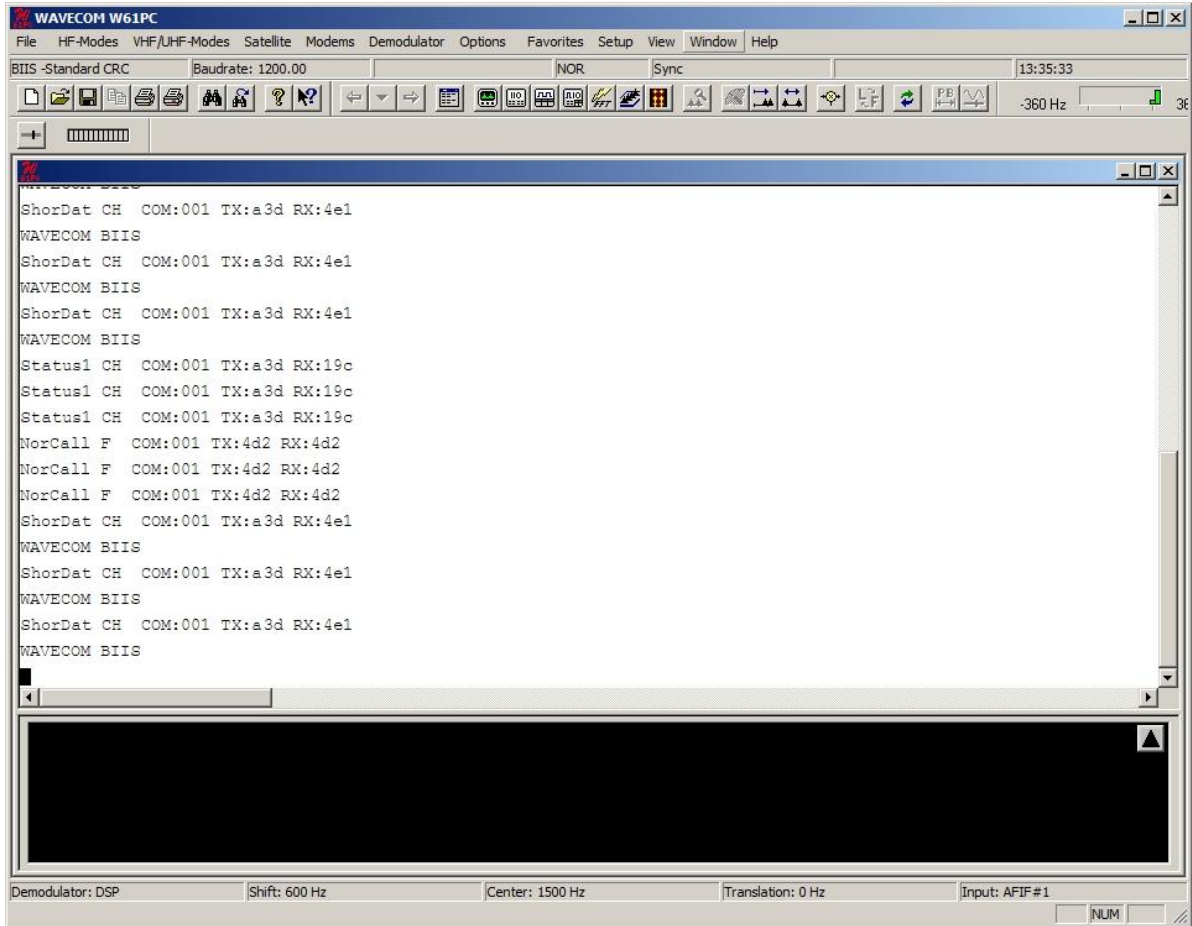 WAVECOM W61PC
File HF-Modes VHF/UHF-Modes Satellite Modems Demodulator Options Favorites Setup View Window Help
BIIS -Standard CRC Baudrate: 1200.00 NOR Sync 13:35:33
-360 Hz 36
ShorDat CH COM:001 TX:a3d RX:4e1
WAVECOM BIIS
ShorDat CH COM:001 TX:a3d RX:4e1
WAVECOM BIIS
ShorDat CH COM:001 TX:a3d RX:4e1
WAVECOM BIIS
Status1 CH COM:001 TX:a3d RX:19c
Status1 CH COM:001 TX:a3d RX:19c
Status1 CH COM:001 TX:a3d RX:19c
NorCall F COM:001 TX:4d2 RX:4d2
NorCall F COM:001 TX:4d2 RX:4d2
NorCall F COM:001 TX:4d2 RX:4d2
ShorDat CH COM:001 TX:a3d RX:4e1
WAVECOM BIIS
ShorDat CH COM:001 TX:a3d RX:4e1
WAVECOM BIIS
ShorDat CH COM:001 TX:a3d RX:4e1
WAVECOM BIIS
Demodulator: DSP Shift: 600 Hz Center: 1500 Hz Translation: 0 Hz Input: AFIF#1
NUM